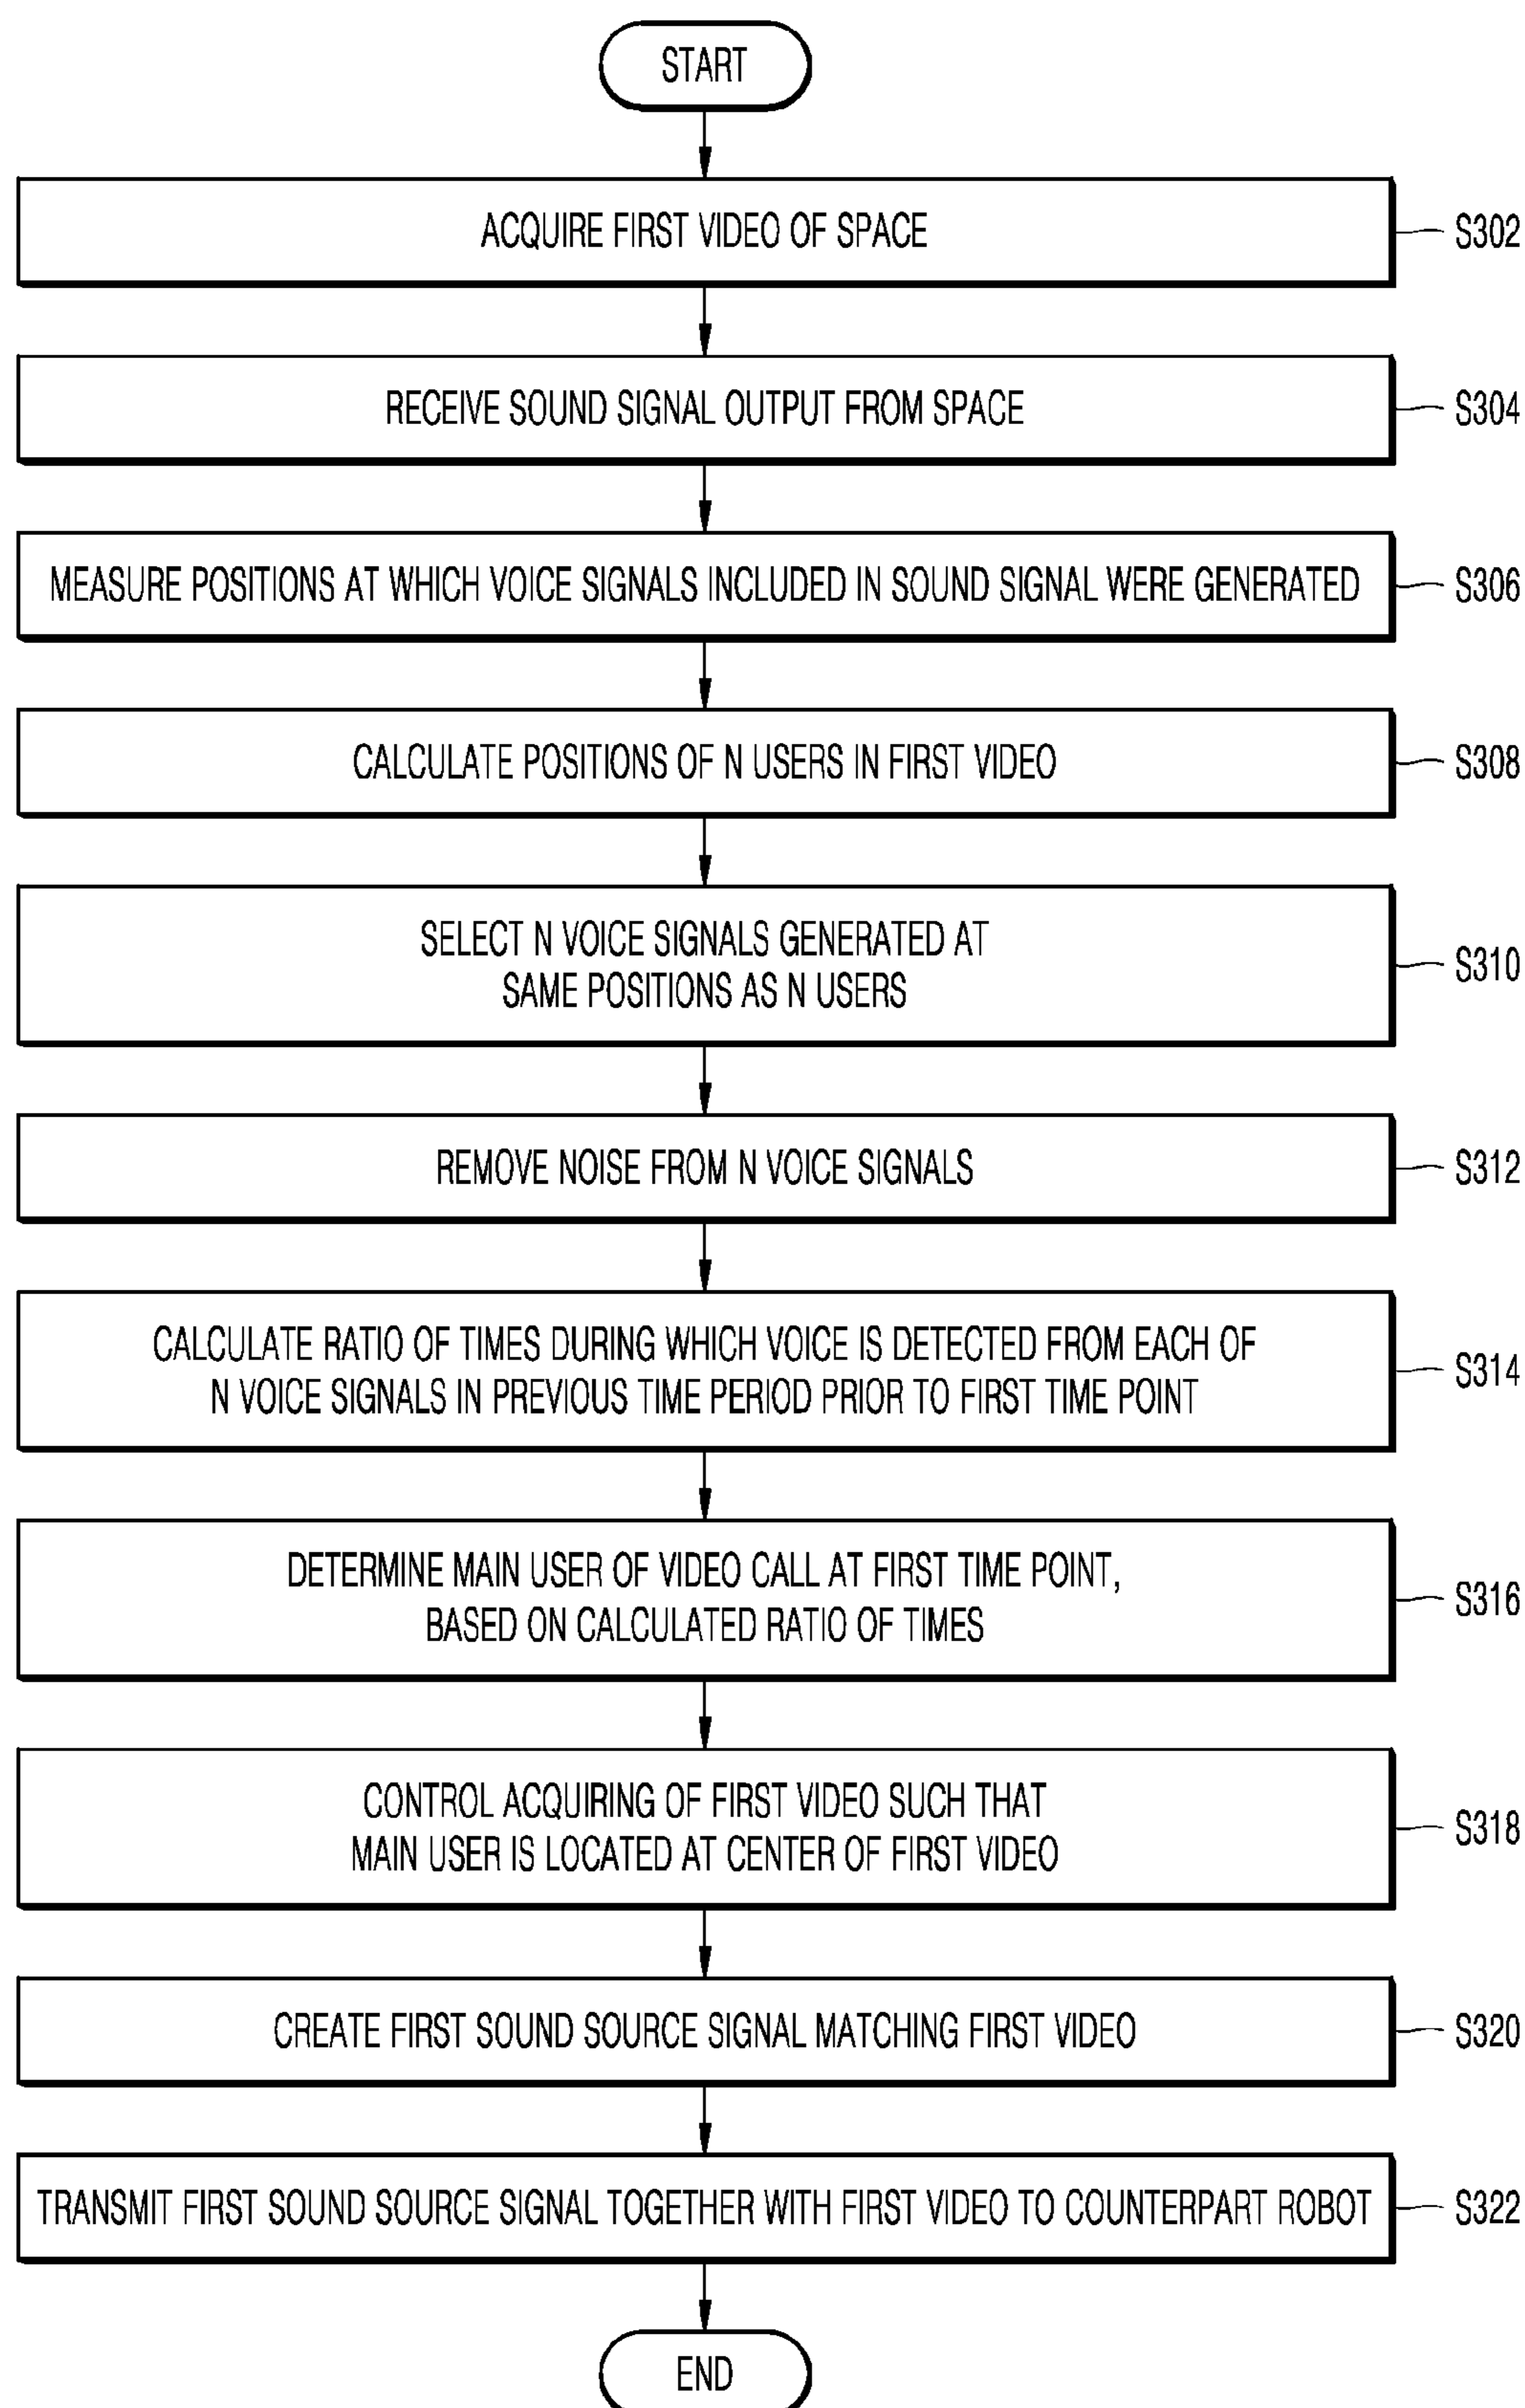 START
ACQUIRE FIRST VIDEO OF SPACE
S302
RECEIVE SOUND SIGNAL OUTPUT FROM SPACE
S304
MEASURE POSITIONS AT WHICH VOICE SIGNALS INCLUDED IN SOUND SIGNAL WERE GENERATED
S306
CALCULATE POSITIONS OF N USERS IN FIRST VIDEO
S308
SELECT N VOICE SIGNALS GENERATED AT
SAME POSITIONS AS N USERS
S310
REMOVE NOISE FROM N VOICE SIGNALS
S312
CALCULATE RATIO OF TIMES DURING WHICH VOICE IS DETECTED FROM EACH OF
N VOICE SIGNALS IN PREVIOUS TIME PERIOD PRIOR TO FIRST TIME POINT
S314
DETERMINE MAIN USER OF VIDEO CALL AT FIRST TIME POINT,
BASED ON CALCULATED RATIO OF TIMES
S316
CONTROL ACQUIRING OF FIRST VIDEO SUCH THAT
MAIN USER IS LOCATED AT CENTER OF FIRST VIDEO
S318
CREATE FIRST SOUND SOURCE SIGNAL MATCHING FIRST VIDEO
S320
TRANSMIT FIRST SOUND SOURCE SIGNAL TOGETHER WITH FIRST VIDEO TO COUNTERPART ROBOT
S322
END